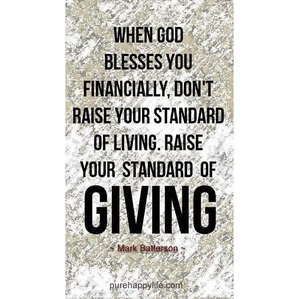 WHEN GOD
BLESSES YOU
FINANCIALLY, DON'T
RAISE YOUR STANDARD
OF LIVING. RAISE
YOUR STANDARD OF
GIVING
~ Mark Batterson ~
purehappylife.com